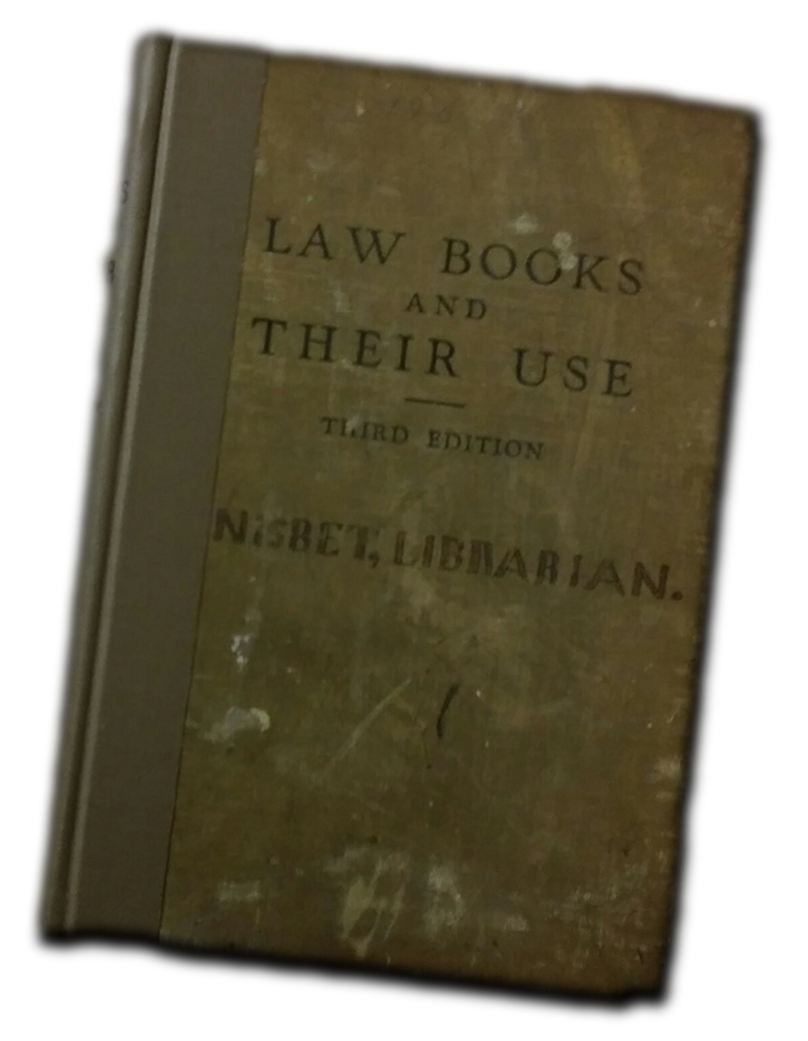 LAW BOOKS
AND
THEIR USE
THIRD EDITION
NISBET, LIBRARIAN.